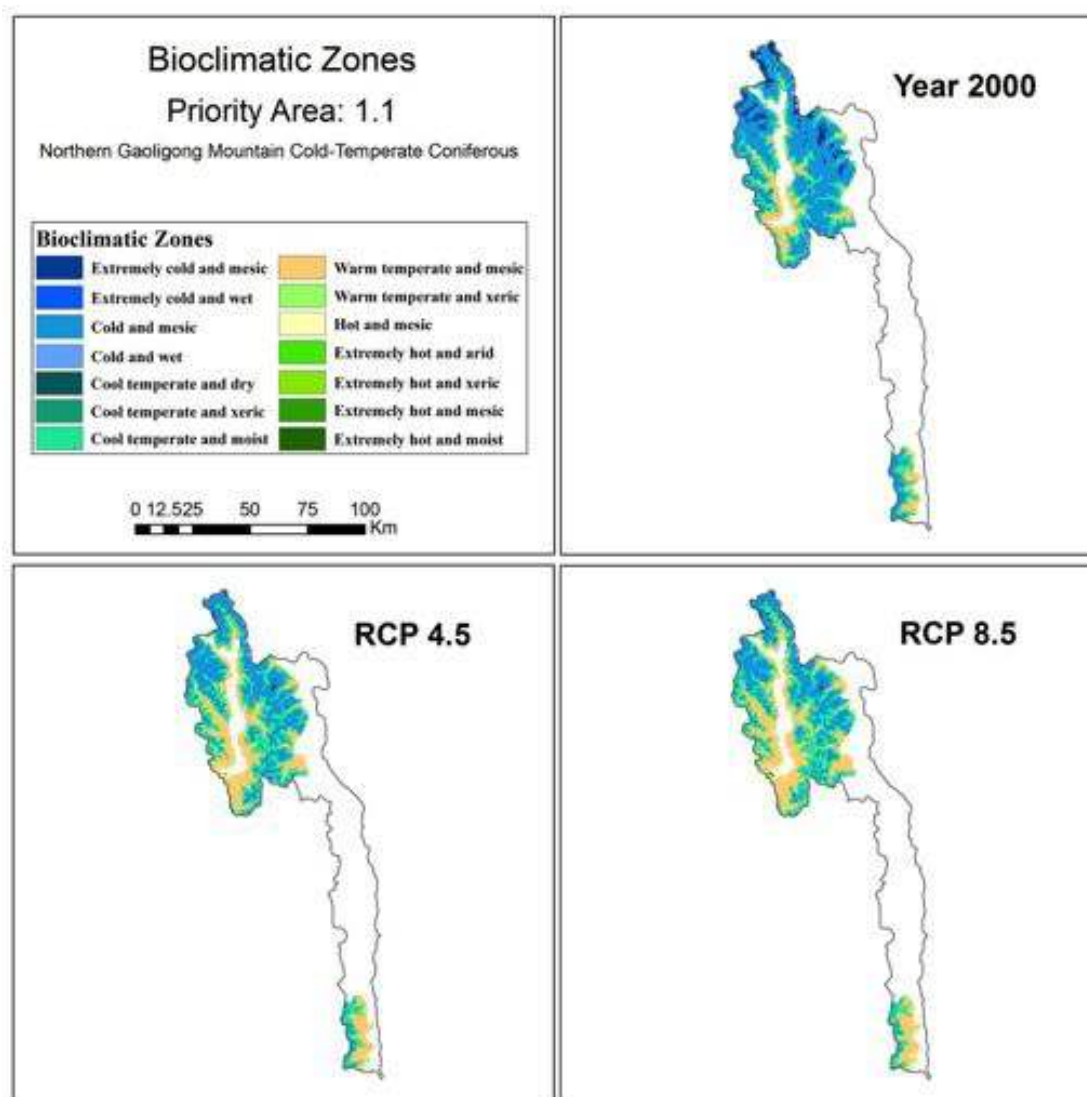 Bioclimatic Zones
Priority Area: 1.1
Northern Gaoligong Mountain Cold-Temperate Coniferous
Bioclimatic Zones
Extremely cold and mesic
Extremely cold and wet
Cold and mesic
Cold and wet
Cool temperate and dry
Cool temperate and xeric
Cool temperate and moist
Warm temperate and mesic
Warm temperate and xeric
Hot and mesic
Extremely hot and arid
Extremely hot and xeric
Extremely hot and mesic
Extremely hot and moist
0 12.525 50 75 100
Km
Year 2000
RCP 4.5
RCP 8.5